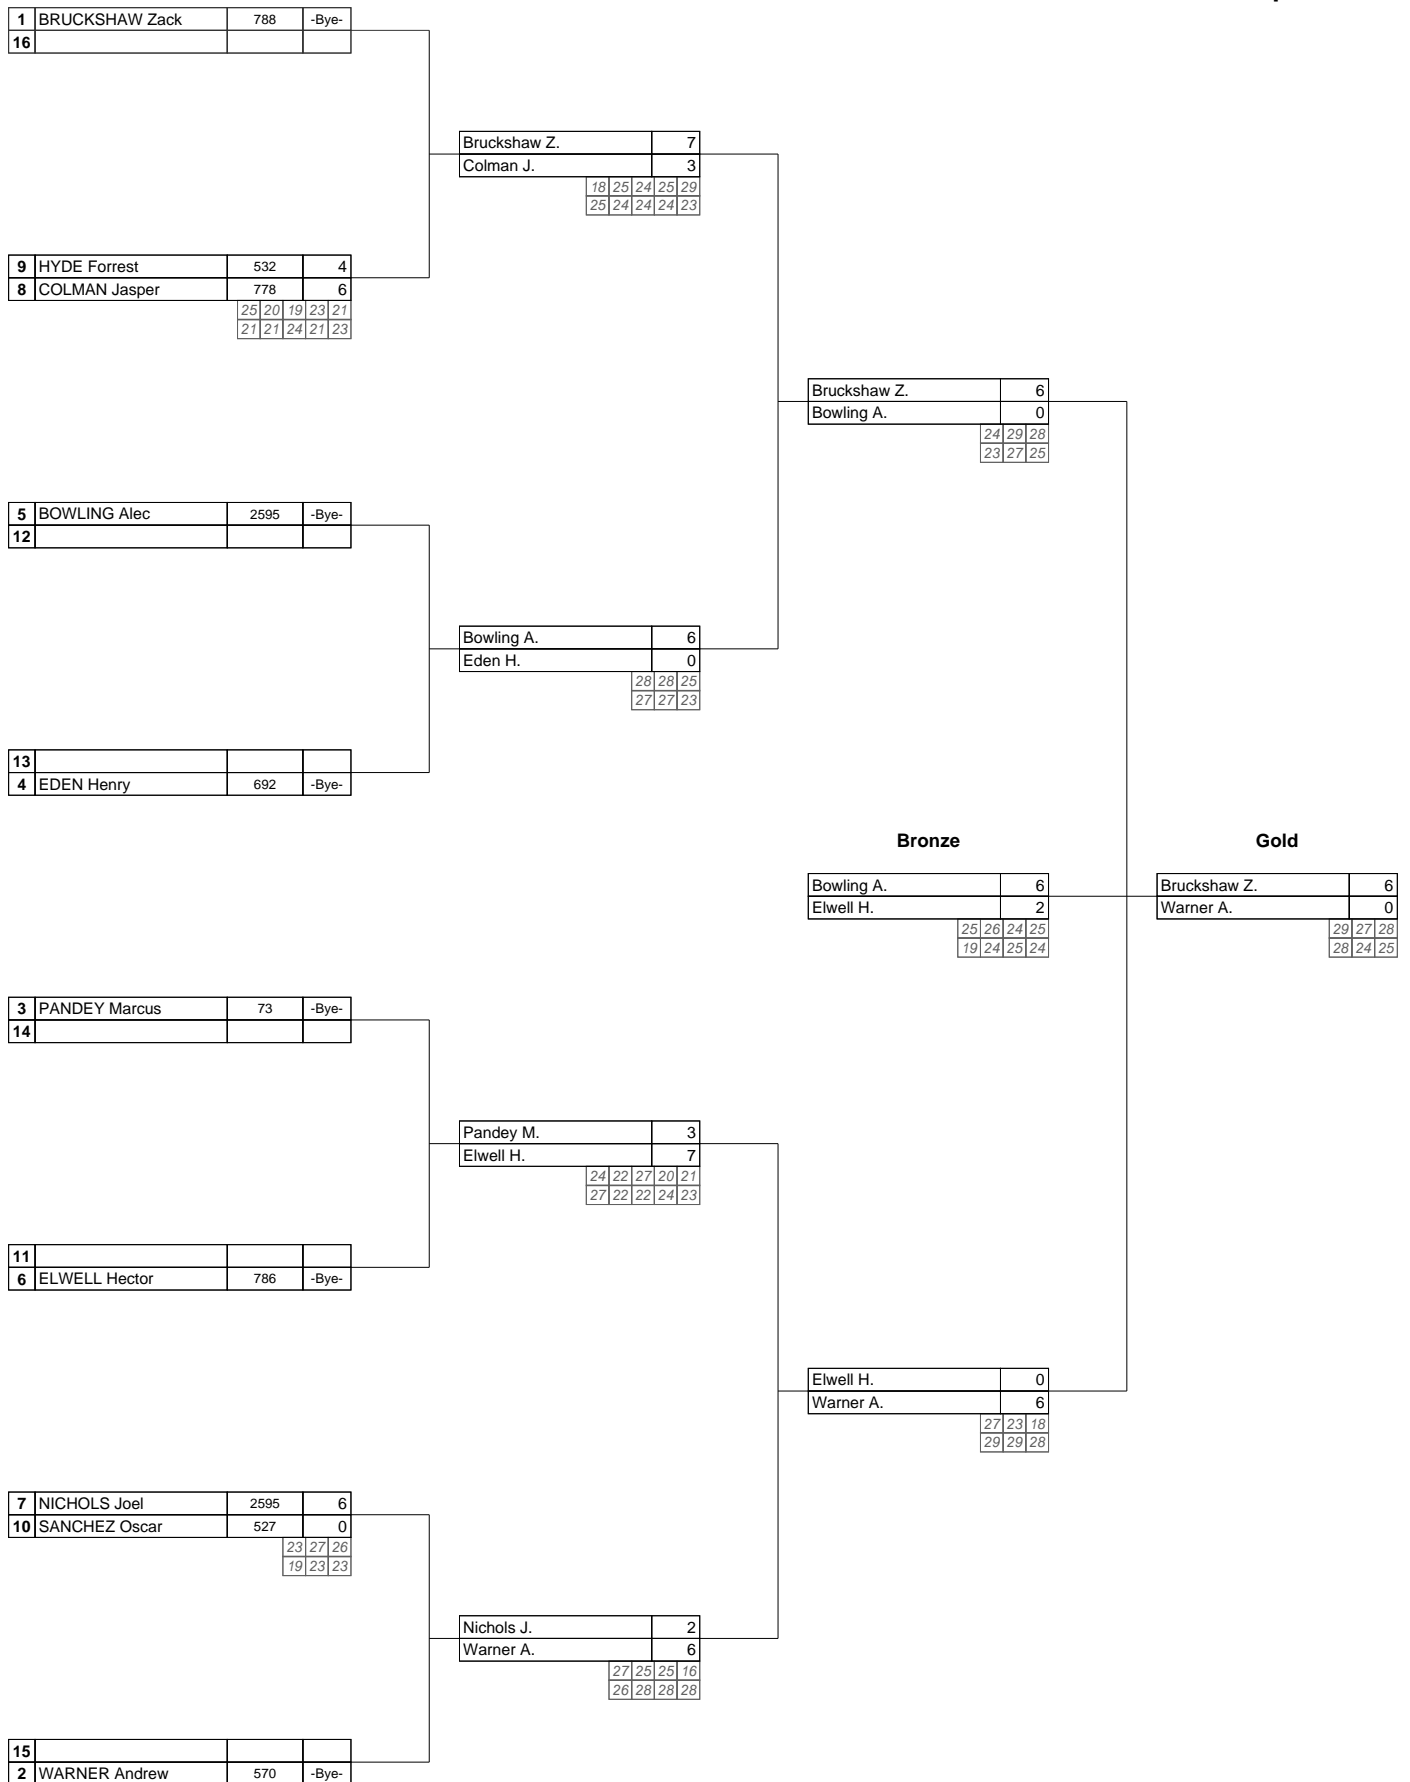 1 BRUCKSHAW Zack 788 -Bye-
16
Bruckshaw Z. 7
Colman J. 3
18 25 24 25 29
25 24 24 24 23
9 HYDE Forrest 532 4
8 COLMAN Jasper 778 6
25 20 19 23 21
21 21 24 21 23
Bruckshaw Z. 6
Bowling A. 0
24 29 28
23 27 25
5 BOWLING Alec 2595 -Bye-
12
Bowling A. 6
Eden H. 0
28 28 25
27 27 23
13
4 EDEN Henry 692 -Bye-
Bronze
Gold
Bowling A. 6
Elwell H. 2
25 26 24 25
19 24 25 24
Bruckshaw Z. 6
Warner A. 0
29 27 28
28 24 25
3 PANDEY Marcus 73 -Bye-
14
Pandey M. 3
Elwell H. 7
24 22 27 20 21
27 22 22 24 23
11
6 ELWELL Hector 786 -Bye-
Elwell H. 0
Warner A. 6
27 23 18
29 29 28
7 NICHOLS Joel 2595 6
10 SANCHEZ Oscar 527 0
23 27 26
19 23 23
Nichols J. 2
Warner A. 6
27 25 25 16
26 28 28 28
15
2 WARNER Andrew 570 -Bye-